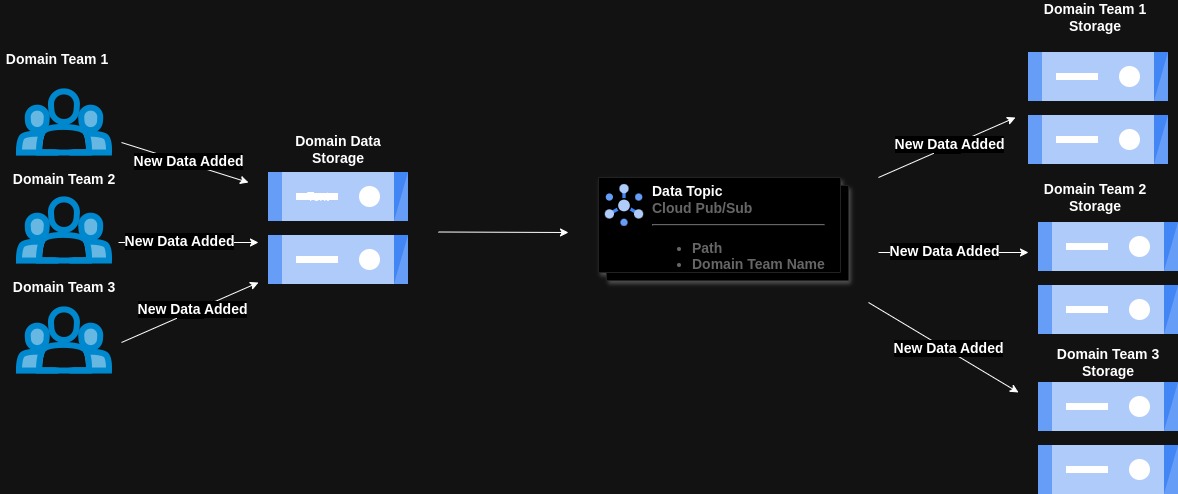 Domain Team 1
New Data Added
Domain Team 2
New Data Added
Domain Team 3
New Data Added
Domain Data
Storage
Text
Data Topic
Cloud Pub/Sub
Path
Domain Team Name
New Data Added
New Data Added
New Data Added
Domain Team 1
Storage
Domain Team 2
Storage
Domain Team 3
Storage